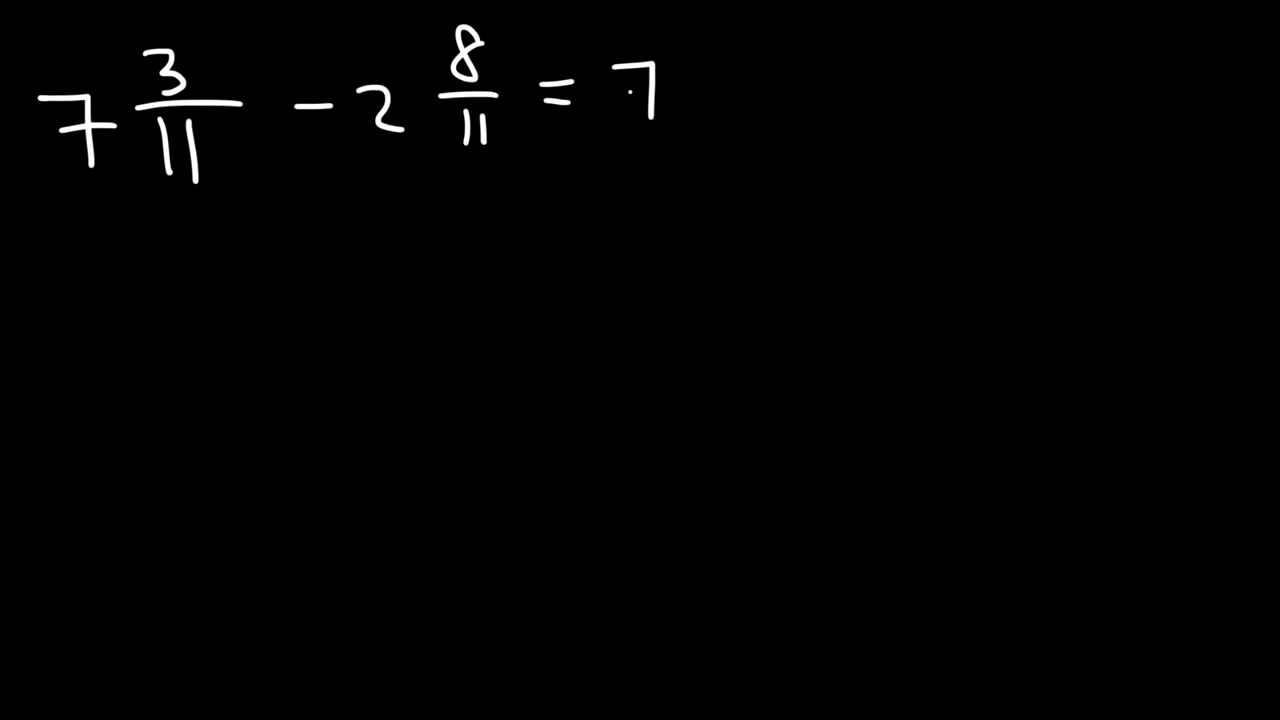 7 3/11 - 2 8/11 = 7